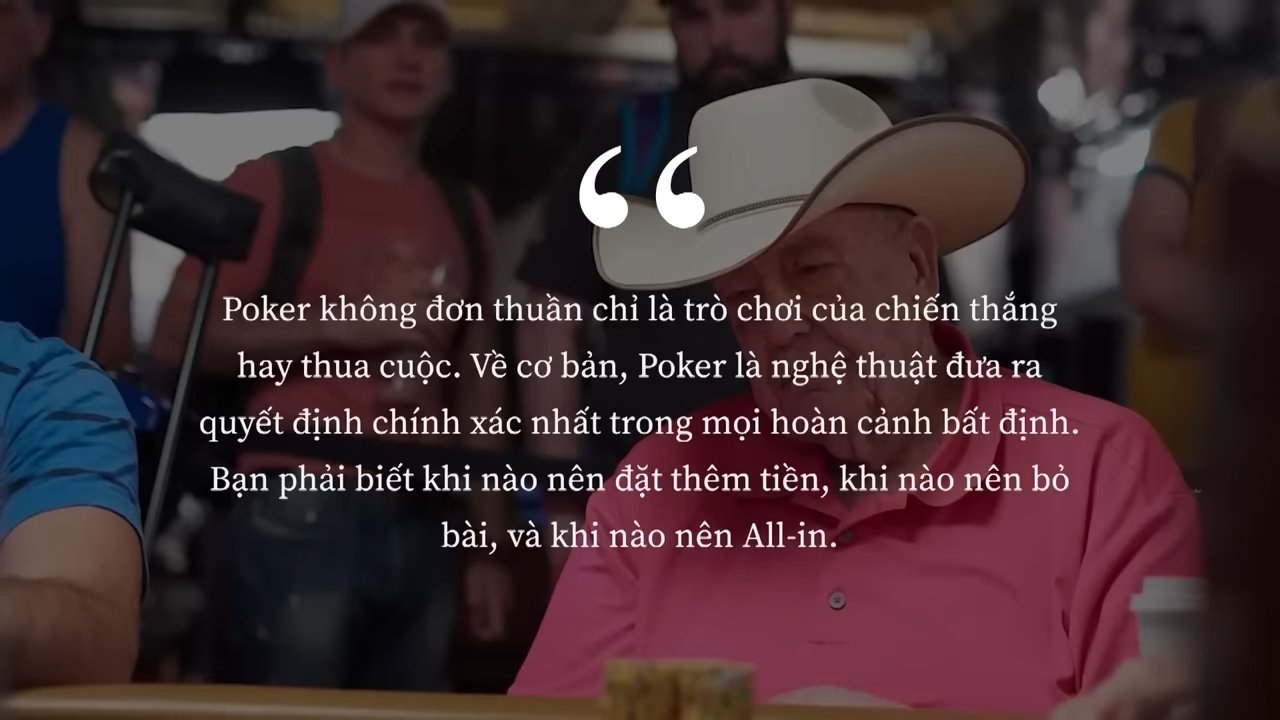 “
Poker không đơn thuần chỉ là trò chơi của chiến thắng
hay thua cuộc. Về cơ bản, Poker là nghệ thuật đưa ra
quyết định chính xác nhất trong mọi hoàn cảnh bất định.
Bạn phải biết khi nào nên đặt thêm tiền, khi nào nên bỏ
bài, và khi nào nên All-in.